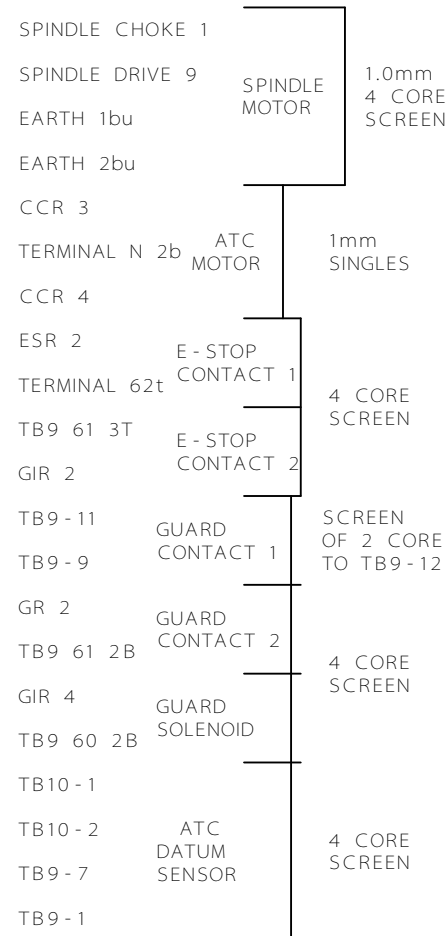 SPINDLE CHOKE 1
SPINDLE DRIVE 9
EARTH 1bu
EARTH 2bu
SPINDLE
MOTOR
1.0mm
4 CORE
SCREEN
CCR 3
TERMINAL N 2b
CCR 4
ATC
MOTOR
1mm
SINGLES
ESR 2
TERMINAL 62t
E-STOP
CONTACT 1
TB9 61 3T
GIR 2
E-STOP
CONTACT 2
4 CORE
SCREEN
TB9-11
TB9-9
GUARD
CONTACT 1
SCREEN
OF 2 CORE
TO TB9-12
GR 2
TB9 61 2B
GUARD
CONTACT 2
GIR 4
TB9 60 2B
GUARD
SOLENOID
4 CORE
SCREEN
TB10-1
TB10-2
TB9-7
TB9-1
ATC
DATUM
SENSOR
4 CORE
SCREEN